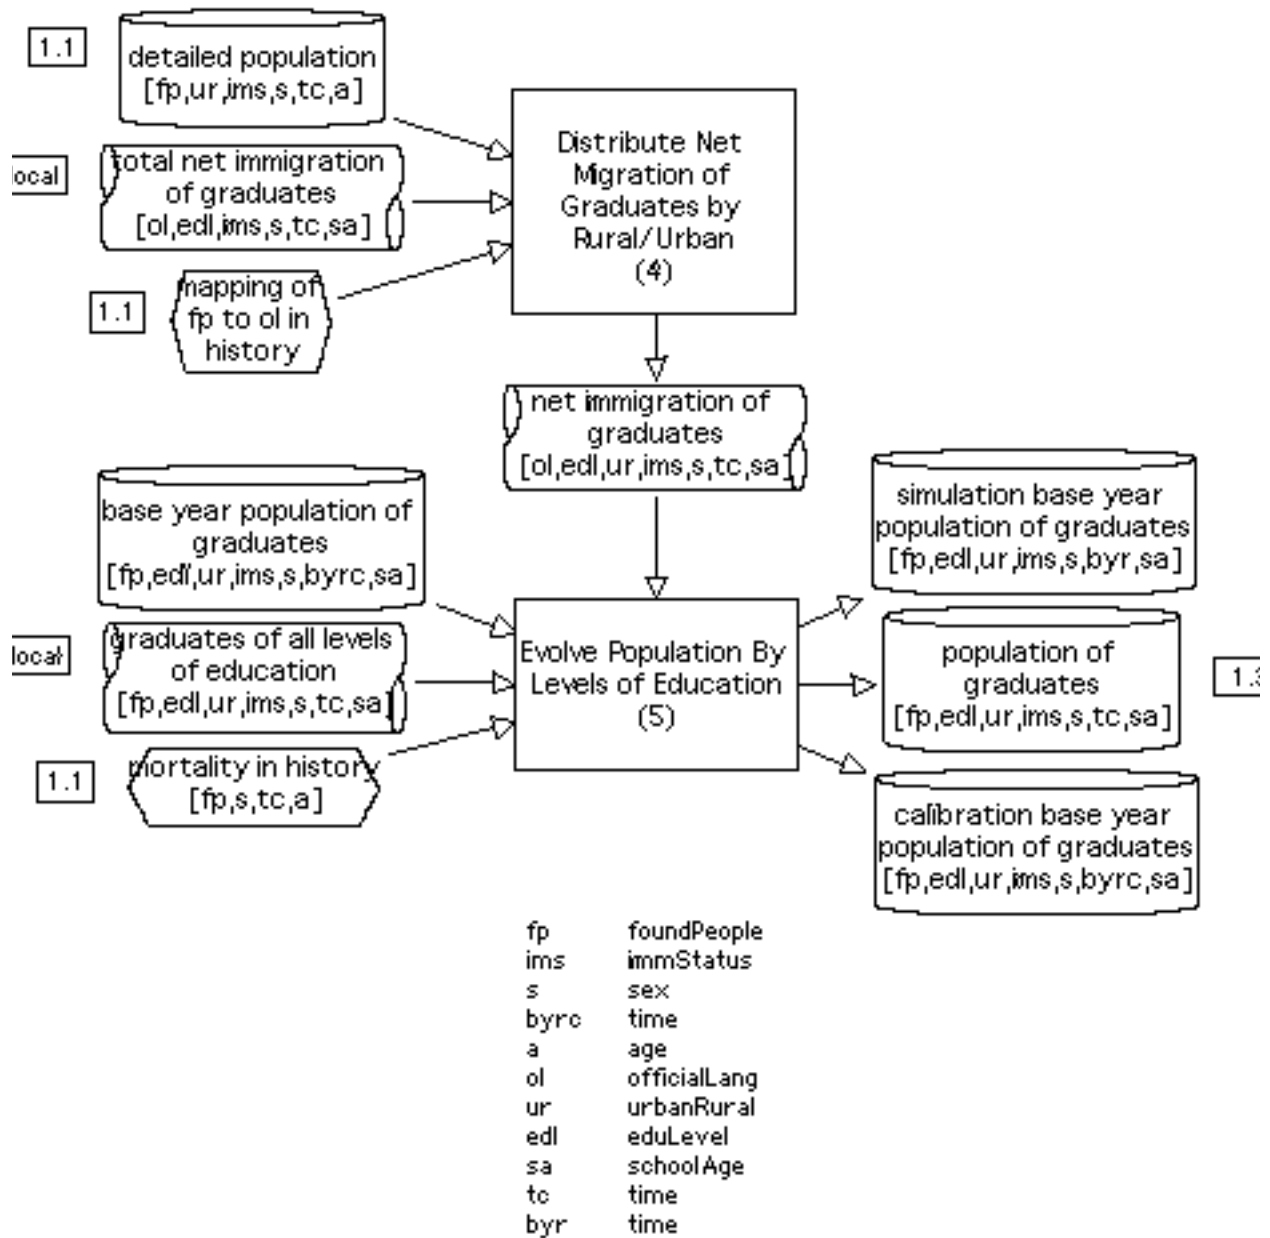 1.1
detailed population
[fp,ur,ims,s,tc,a]
local
total net immigration
of graduates
[ol,edl,ims,s,tc,sa]
1.1
mapping of
fp to ol in
history
Distribute Net
Migration of
Graduates by
Rural/Urban
(4)
net immigration of
graduates
[ol,edl,ur,ims,s,tc,sa]
base year population of
graduates
[fp,edl,ur,ims,s,byrc,sa]
local
graduates of all levels
of education
[fp,edl,ur,ims,s,tc,sa]
1.1
mortality in history
[fp,s,tc,a]
Evolve Population By
Levels of Education
(5)
simulation base year
population of graduates
[fp,edl,ur,ims,s,byr,sa]
population of
graduates
[fp,edl,ur,ims,s,tc,sa]
1.3
calibration base year
population of graduates
[fp,edl,ur,ims,s,byrc,sa]
fp foundPeople
ims immStatus
s sex
byrc time
a age
ol officialLang
ur urbanRural
edl eduLevel
sa schoolAge
tc time
byr time